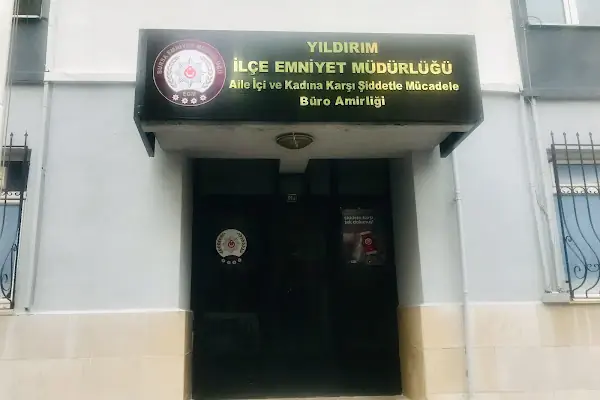 YILDIRIM
İLÇE EMNİYET MÜDÜRLÜĞÜ
Aile İçi ve Kadına Karşı Şiddetle Mücadele
Büro Amirliği